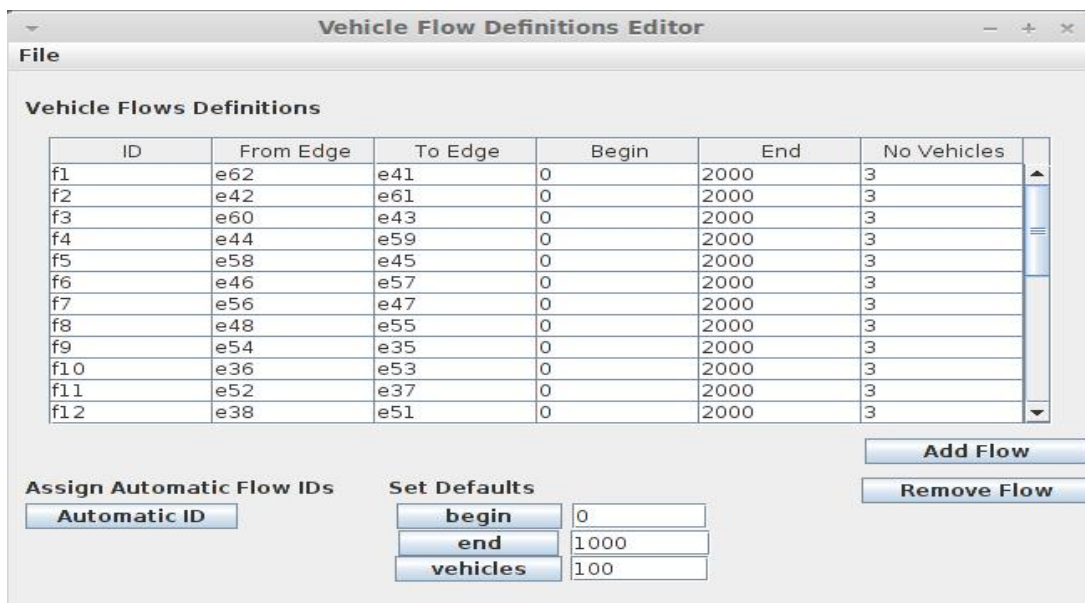 Vehicle Flow Definitions Editor
File
Vehicle Flows Definitions
ID From Edge To Edge Begin End No Vehicles
f1 e62 e41 0 2000 3
f2 e42 e61 0 2000 3
f3 e60 e43 0 2000 3
f4 e44 e59 0 2000 3
f5 e58 e45 0 2000 3
f6 e46 e57 0 2000 3
f7 e56 e47 0 2000 3
f8 e48 e55 0 2000 3
f9 e54 e35 0 2000 3
f10 e36 e53 0 2000 3
f11 e52 e37 0 2000 3
f12 e38 e51 0 2000 3
Add Flow
Assign Automatic Flow IDs Set Defaults Remove Flow
Automatic ID begin 0
end 1000
vehicles 100